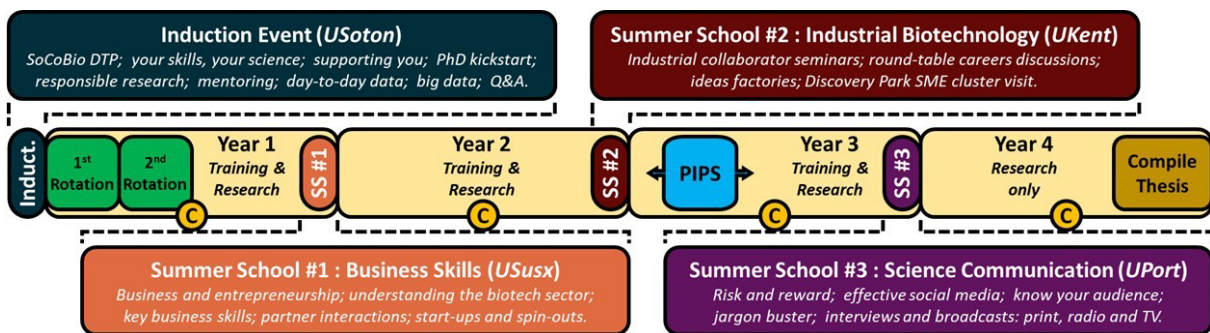 Induction Event (USoton)
SoCoBio DTP; your skills, your science; supporting you; PhD kickstart;
responsible research; mentoring; day-to-day data; big data; Q&A.
Summer School #2 : Industrial Biotechnology (UKent)
Industrial collaborator seminars; round-table careers discussions;
ideas factories; Discovery Park SME cluster visit.
Induct.
1st
Rotation
2nd
Rotation
Year 1
Training &
Research
SS #1
Year 2
Training &
Research
SS #2
PIPS
Year 3
Training &
Research
SS #3
Year 4
Research
only
Compile
Thesis
C
C
C
C
Summer School #1 : Business Skills (USusx)
Business and entrepreneurship; understanding the biotech sector;
key business skills; partner interactions; start-ups and spin-outs.
Summer School #3 : Science Communication (UPort)
Risk and reward; effective social media; know your audience;
jargon buster; interviews and broadcasts: print, radio and TV.